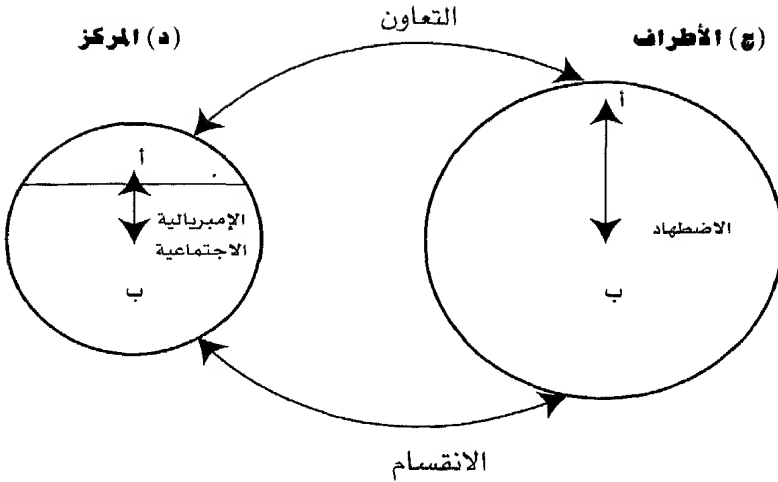 التعاون
(ج) الأطراف
(د) المركز
أ
أ
الاضطهاد
الإمبريالية
الاجتماعية
ب
ب
الانقسام